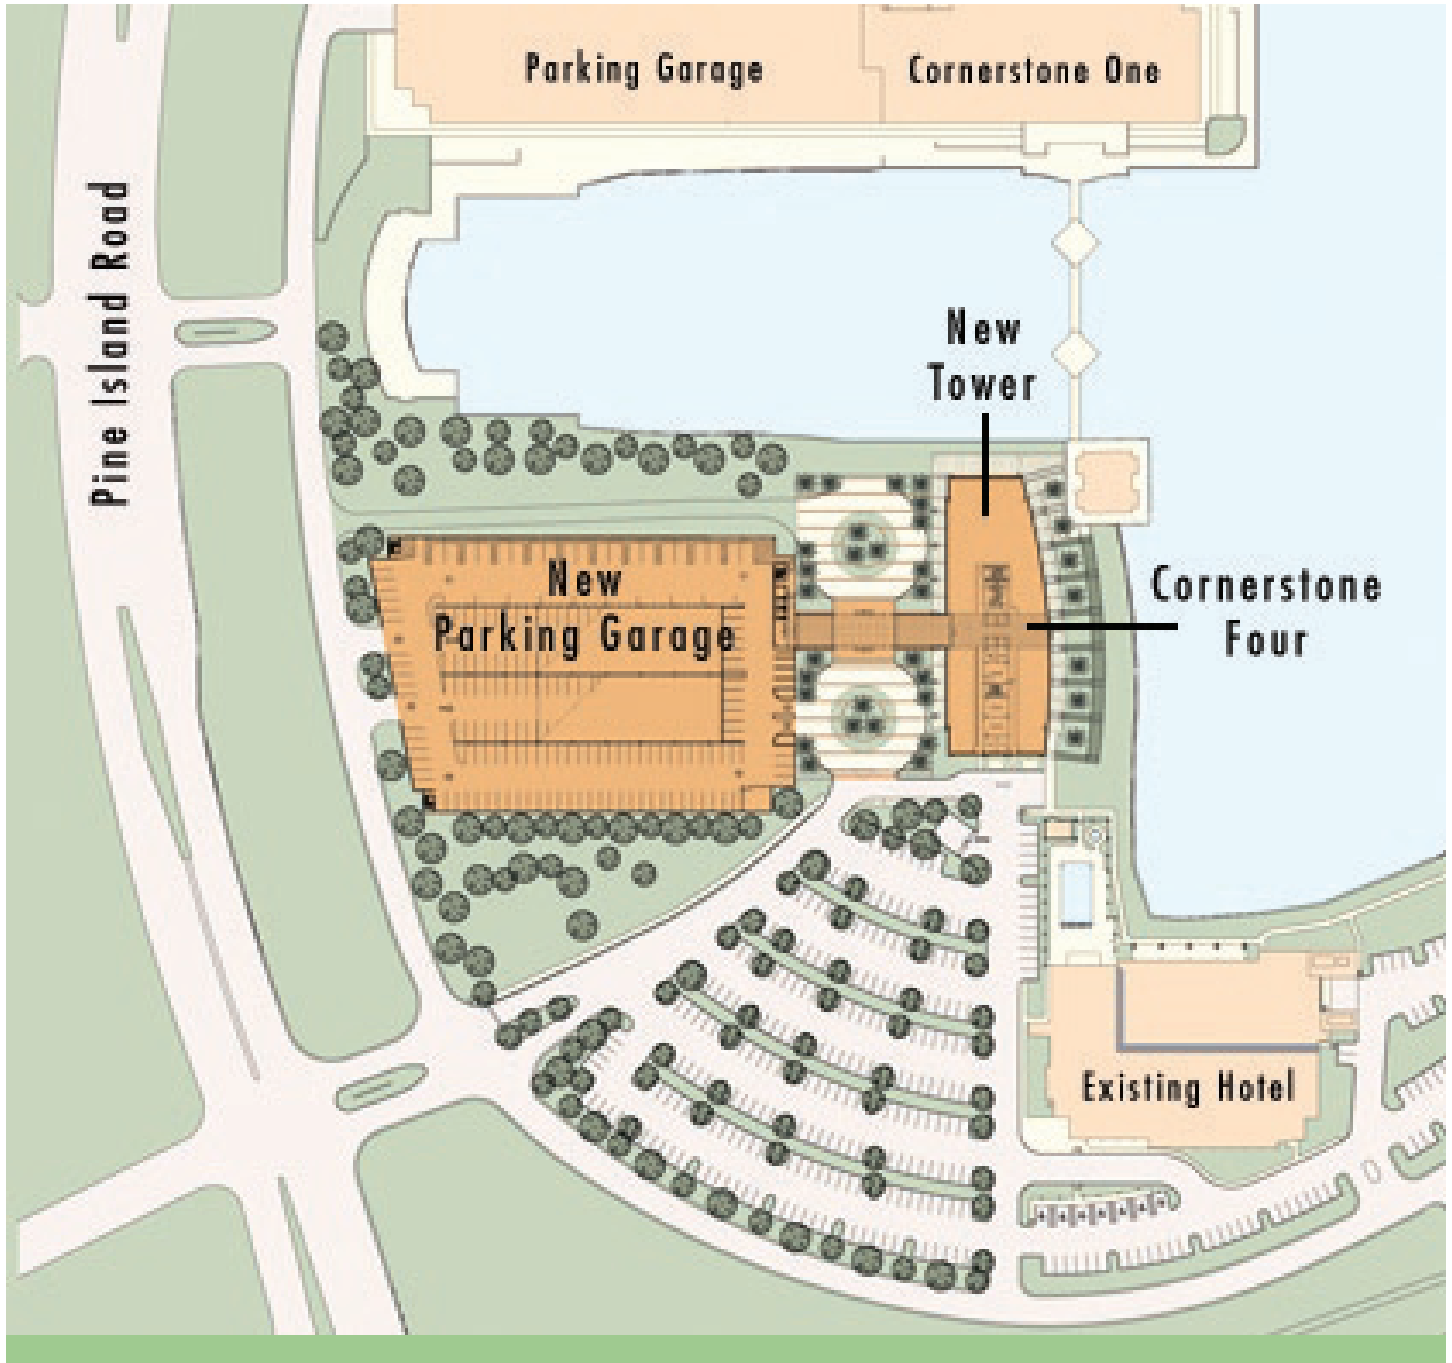 Parking Garage
Cornerstone One
Pine Island Road
New
Tower
New
Parking Garage
Cornerstone
Four
Existing Hotel